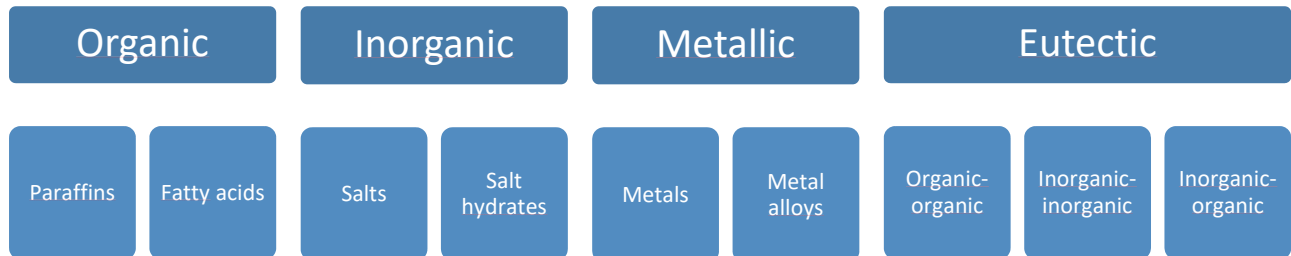 Organic
Inorganic
Metallic
Eutectic
Paraffins
Fatty acids
Salts
Salt
hydrates
Metals
Metal
alloys
Organic-
organic
Inorganic-
inorganic
Inorganic-
organic